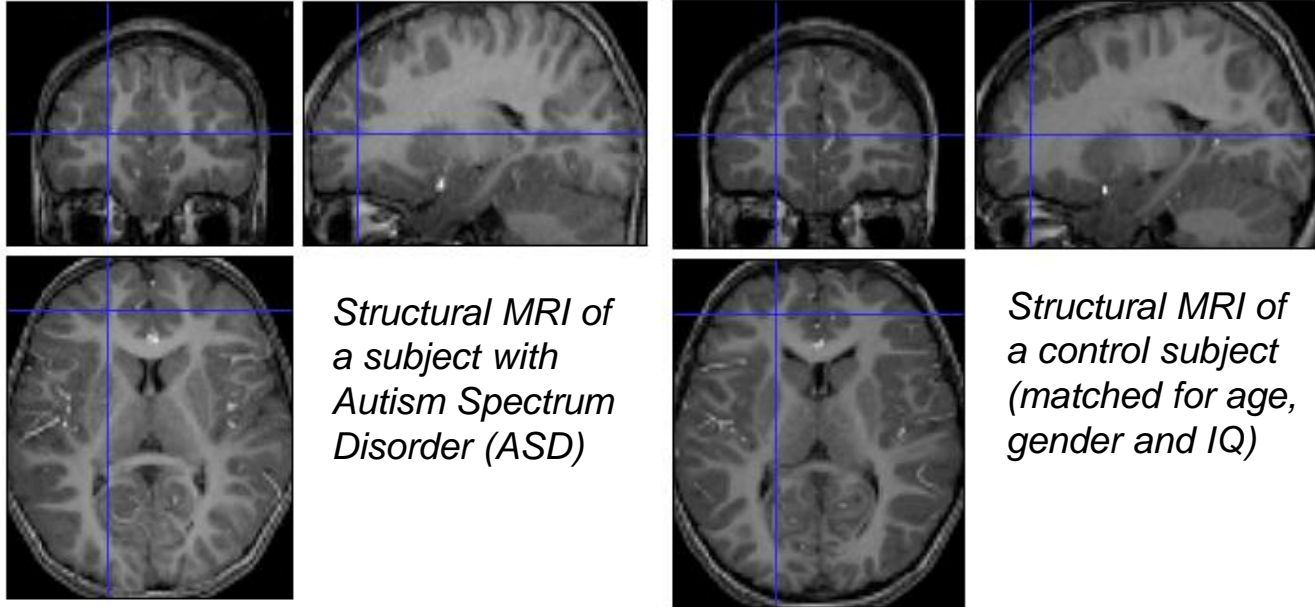 Structural MRI of
a subject with
Autism Spectrum
Disorder (ASD)
Structural MRI of
a control subject
(matched for age,
gender and IQ)